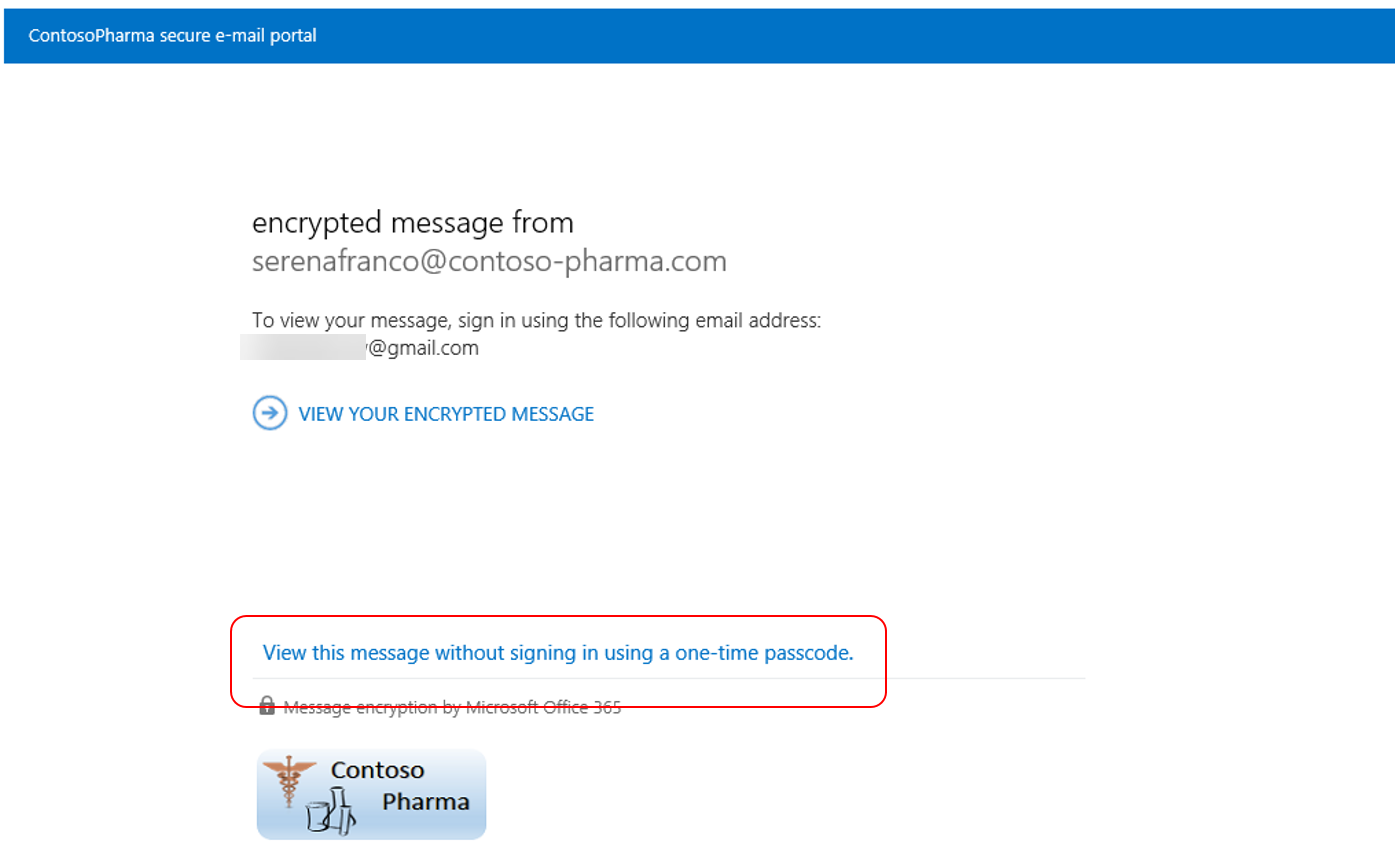 ContosoPharma secure e-mail portal
encrypted message from
serenafranco@contoso-pharma.com
To view your message, sign in using the following email address:
@gmail.com
VIEW YOUR ENCRYPTED MESSAGE
View this message without signing in using a one-time passcode.
Message encryption by Microsoft Office 365
Contoso
Pharma